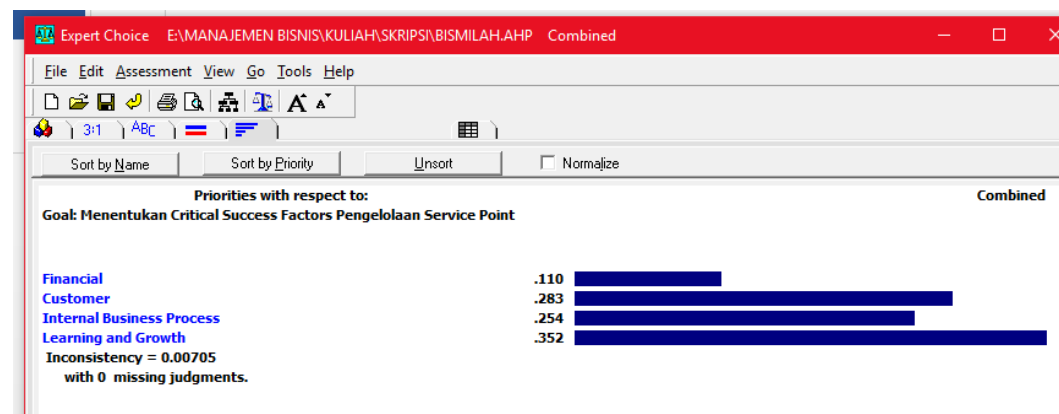 Expert Choice E:\MANAJEMEN BISNIS\KULIAH\SKRIPSI\BISMILAH.AHP Combined
File Edit Assessment View Go Tools Help
3:1 ABC
Sort by Name Sort by Priority Unsort Normalize
Priorities with respect to: Combined
Goal: Menentukan Critical Success Factors Pengelolaan Service Point
Financial .110
Customer .283
Internal Business Process .254
Learning and Growth .352
Inconsistency = 0.00705
with 0 missing judgments.